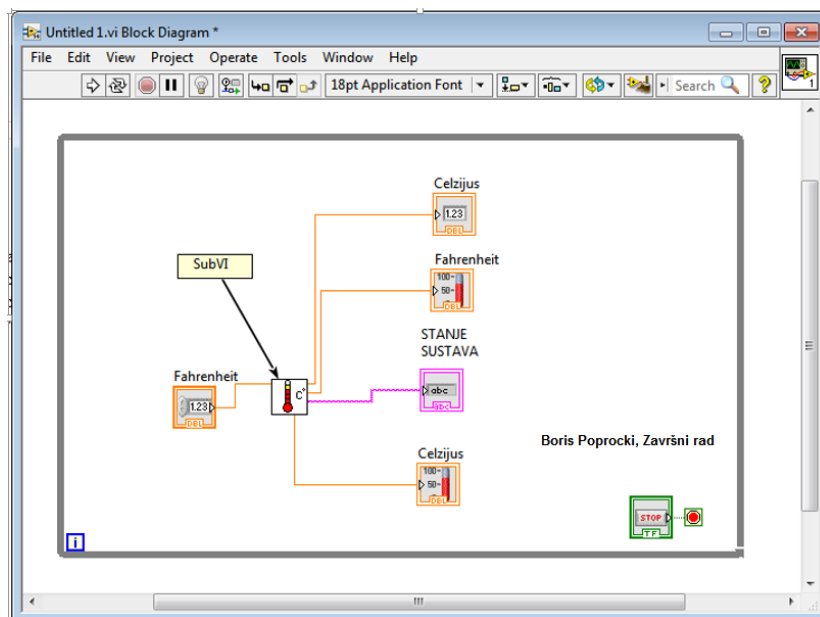 Untitled 1.vi Block Diagram *
File Edit View Project Operate Tools Window Help
18pt Application Font
Search
1
Celzijus
1.23
DBL
SubVI
Fahrenheit
100-
50-
DBL
STANJE
SUSTAVA
abc
abc
Fahrenheit
1.23
DBL
C°
Celzijus
100-
50-
DBL
Boris Poprocki, Završni rad
STOP
TF
i